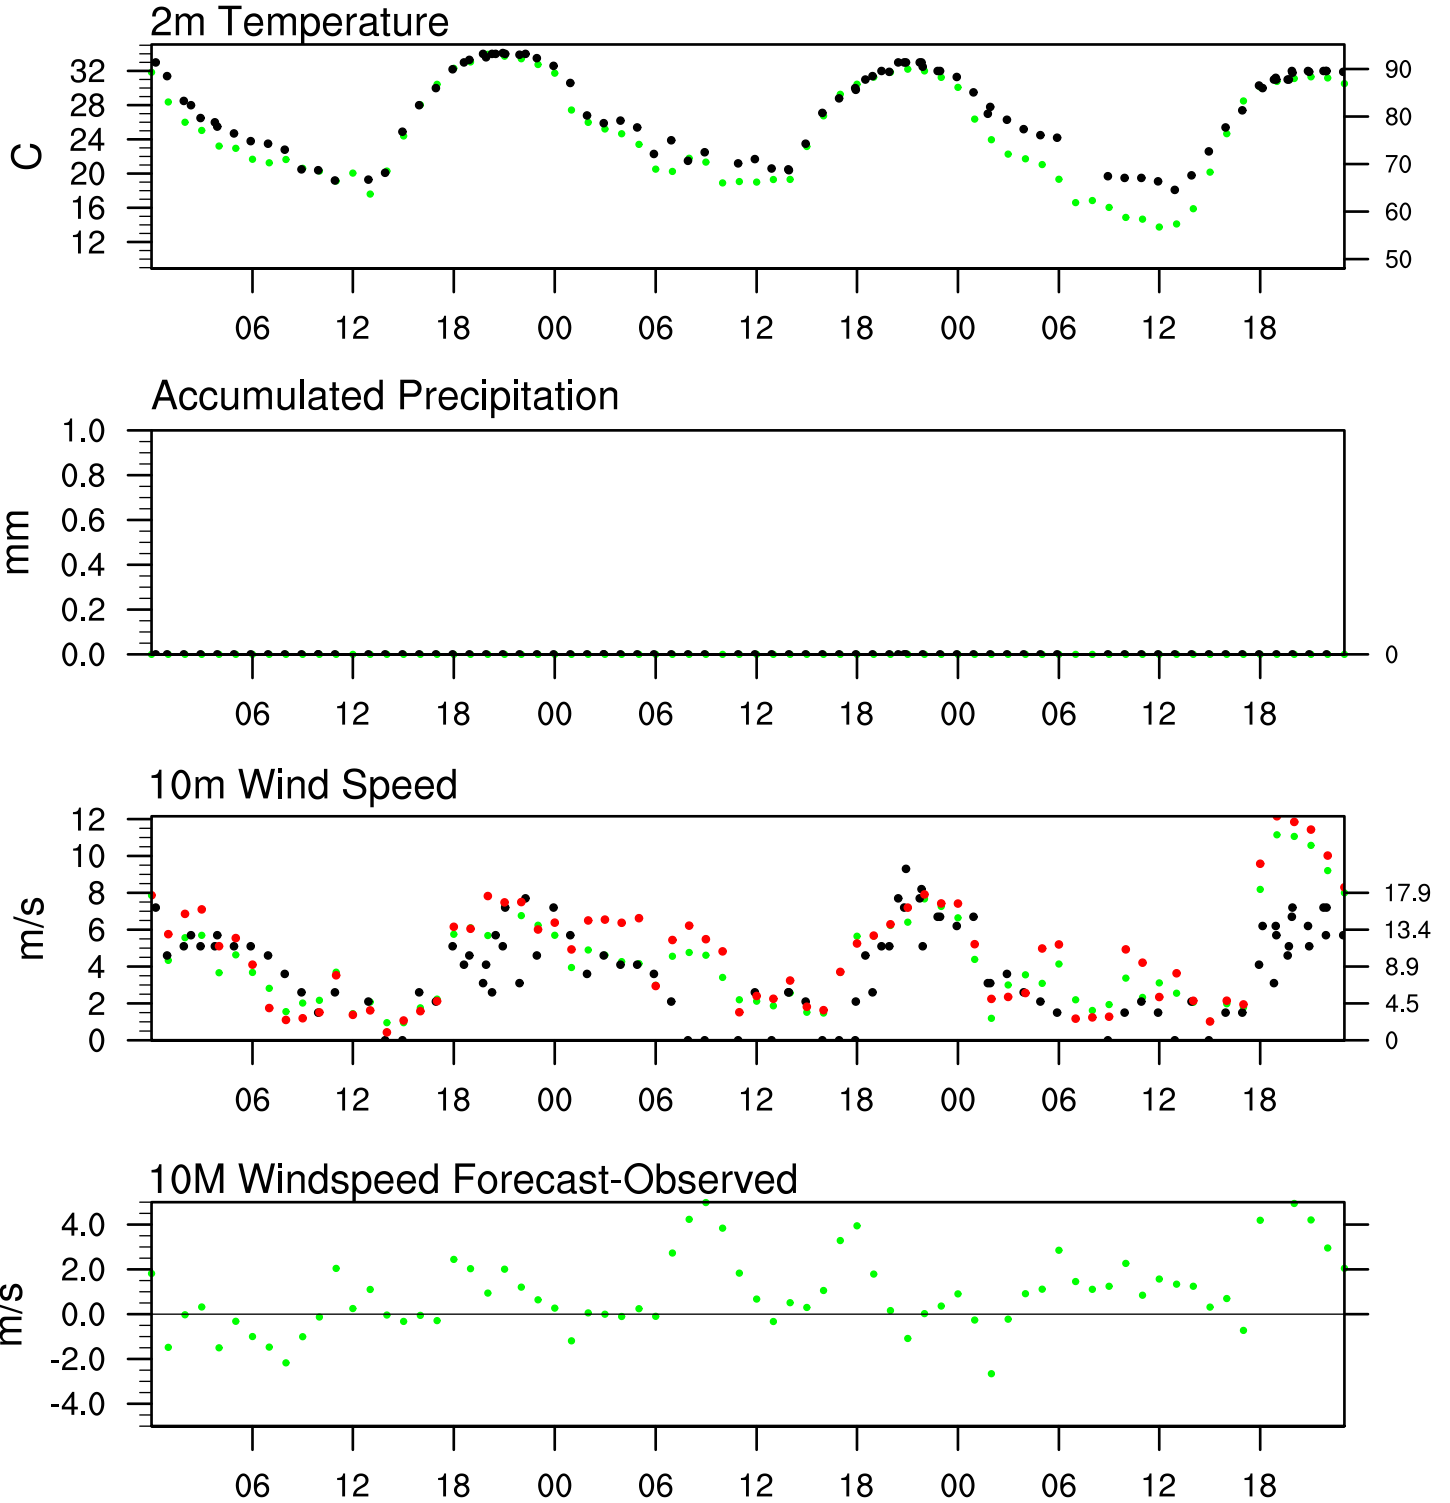 2m Temperature
32
28
24
20
16
12
C
90
80
70
60
50
06 12 18 00 06 12 18 00 06 12 18
Accumulated Precipitation
1.0
0.8
0.6
0.4
0.2
0.0
mm
0
06 12 18 00 06 12 18 00 06 12 18
10m Wind Speed
12
10
8
6
4
2
0
m/s
17.9
13.4
8.9
4.5
0
06 12 18 00 06 12 18 00 06 12 18
10M Windspeed Forecast-Observed
4.0
2.0
0.0
-2.0
-4.0
m/s
06 12 18 00 06 12 18 00 06 12 18